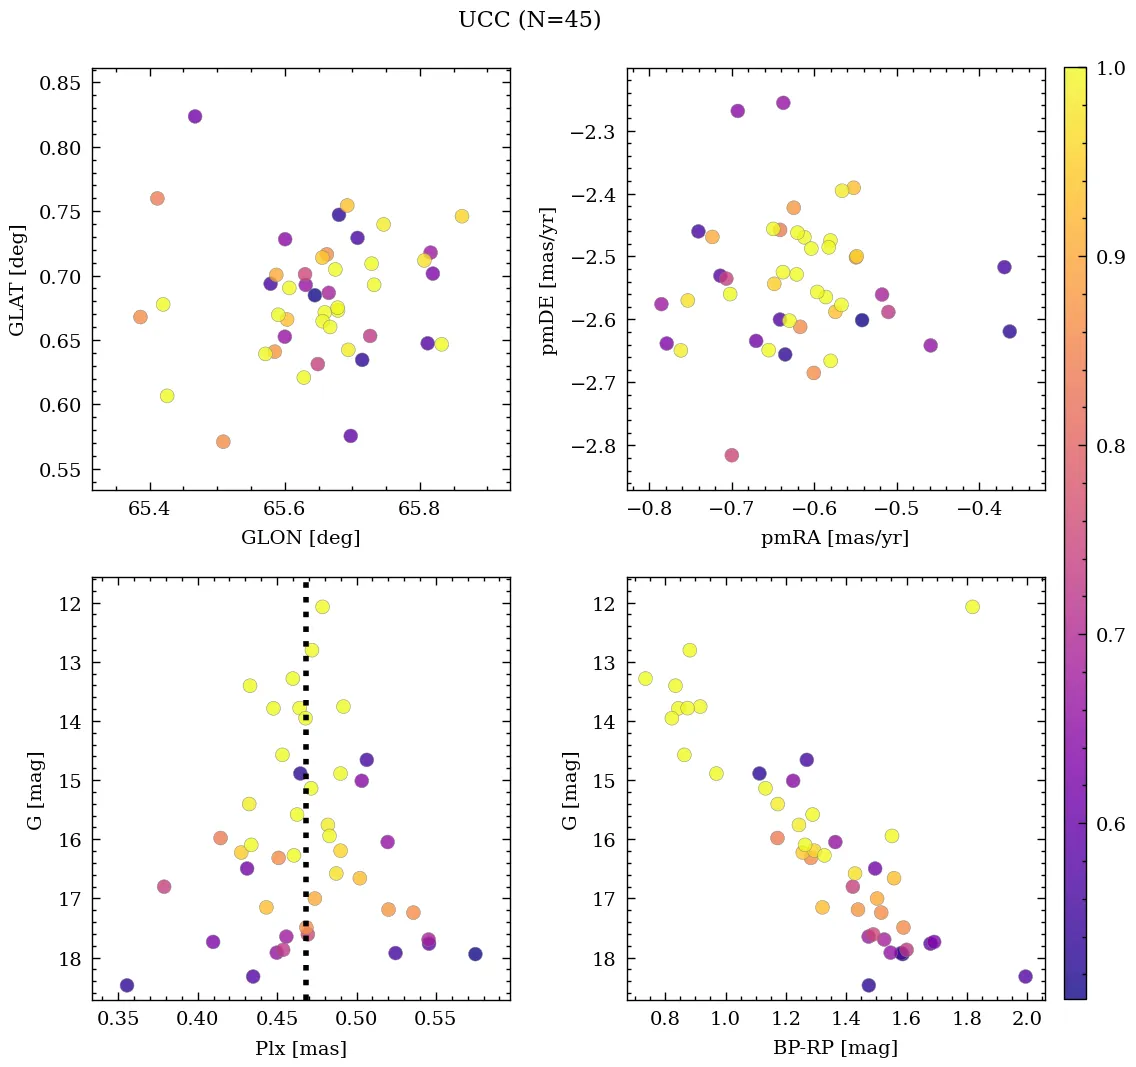 UCC (N=45)
0.85
0.80
0.75
0.70
0.65
0.60
0.55
GLAT [deg]
65.4 65.6 65.8
GLON [deg]
−2.3
−2.4
−2.5
−2.6
−2.7
−2.8
pmDE [mas/yr]
−0.8 −0.7 −0.6 −0.5 −0.4
pmRA [mas/yr]
1.0
0.9
0.8
0.7
0.6
12
13
14
15
16
17
18
G [mag]
0.35 0.40 0.45 0.50 0.55
Plx [mas]
12
13
14
15
16
17
18
G [mag]
0.8 1.0 1.2 1.4 1.6 1.8 2.0
BP-RP [mag]